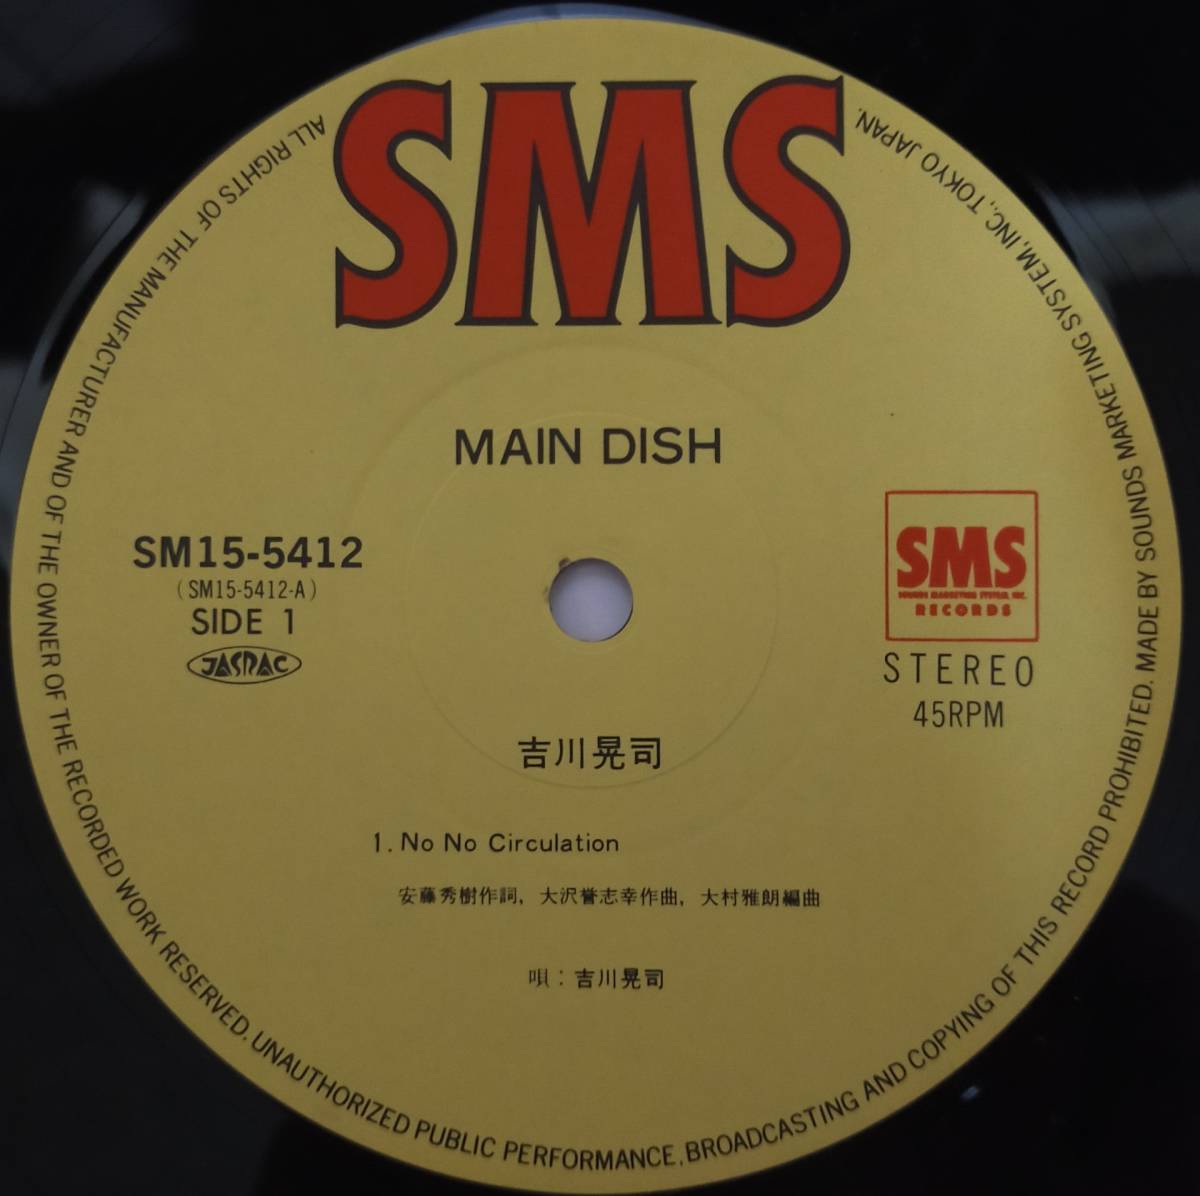 SMS
MAIN DISH
SM15-5412
(SM15-5412-A)
SIDE 1
JASRAC
SMS
SOUNDS MARKETING SYSTEM, INC.
RECORDS
STEREO
45RPM
吉川晃司
1. No No Circulation
安藤秀樹作詞, 大沢誉志幸作曲, 大村雅朗編曲
唄：吉川晃司
ALL RIGHTS OF THE MANUFACTURER AND OF THE OWNER OF THE RECORDED WORK RESERVED. UNAUTHORIZED PUBLIC PERFORMANCE, BROADCASTING AND COPYING OF THIS RECORD PROHIBITED. MADE BY SOUNDS MARKETING SYSTEM, INC., TOKYO JAPAN.